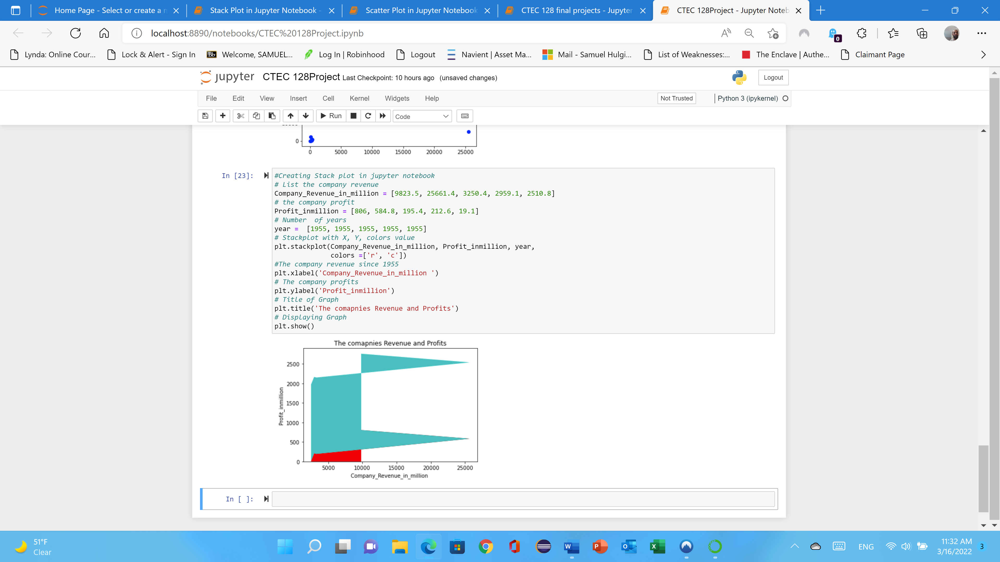 Home Page - Select or create a n
Stack Plot in Jupyter Notebook -
Scatter Plot in Jupyter Notebook
CTEC 128 final projects - Jupyter
CTEC 128Project - Jupyter Noteb
localhost:8890/notebooks/CTEC%20128Project.ipynb
0
Lynda: Online Cour...
Lock & Alert - Sign In
Bb Welcome, SAMUEL...
Log In | Robinhood
Logout
Navient | Asset Ma...
Mail - Samuel Hulgi...
List of Weaknesses:...
The Enclave | Authe...
Claimant Page
jupyter CTEC 128Project Last Checkpoint: 10 hours ago (unsaved changes)
Logout
File Edit View Insert Cell Kernel Widgets Help
Not Trusted
Python 3 (ipykernel)
Run
Code
0
0 5000 10000 15000 20000 25000
In [23]:
#Creating Stack plot in jupyter notebook
# List the company revenue
Company_Revenue_in_million = [9823.5, 25661.4, 3250.4, 2959.1, 2510.8]
# the company profit
Profit_inmillion = [806, 584.8, 195.4, 212.6, 19.1]
# Number  of years
year =  [1955, 1955, 1955, 1955, 1955]
# Stackplot with X, Y, colors value
plt.stackplot(Company_Revenue_in_million, Profit_inmillion, year,
colors =['r', 'c'])
#The company revenue since 1955
plt.xlabel('Company_Revenue_in_million ')
# The company profits
plt.ylabel('Profit_inmillion')
# Title of Graph
plt.title('The comapnies Revenue and Profits')
# Displaying Graph
plt.show()
The comapnies Revenue and Profits
2500
2000
1500
1000
500
0
Profit_inmillion
5000 10000 15000 20000 25000
Company_Revenue_in_million
In [ ]:
51°F
Clear
ENG
11:32 AM
3/16/2022
3